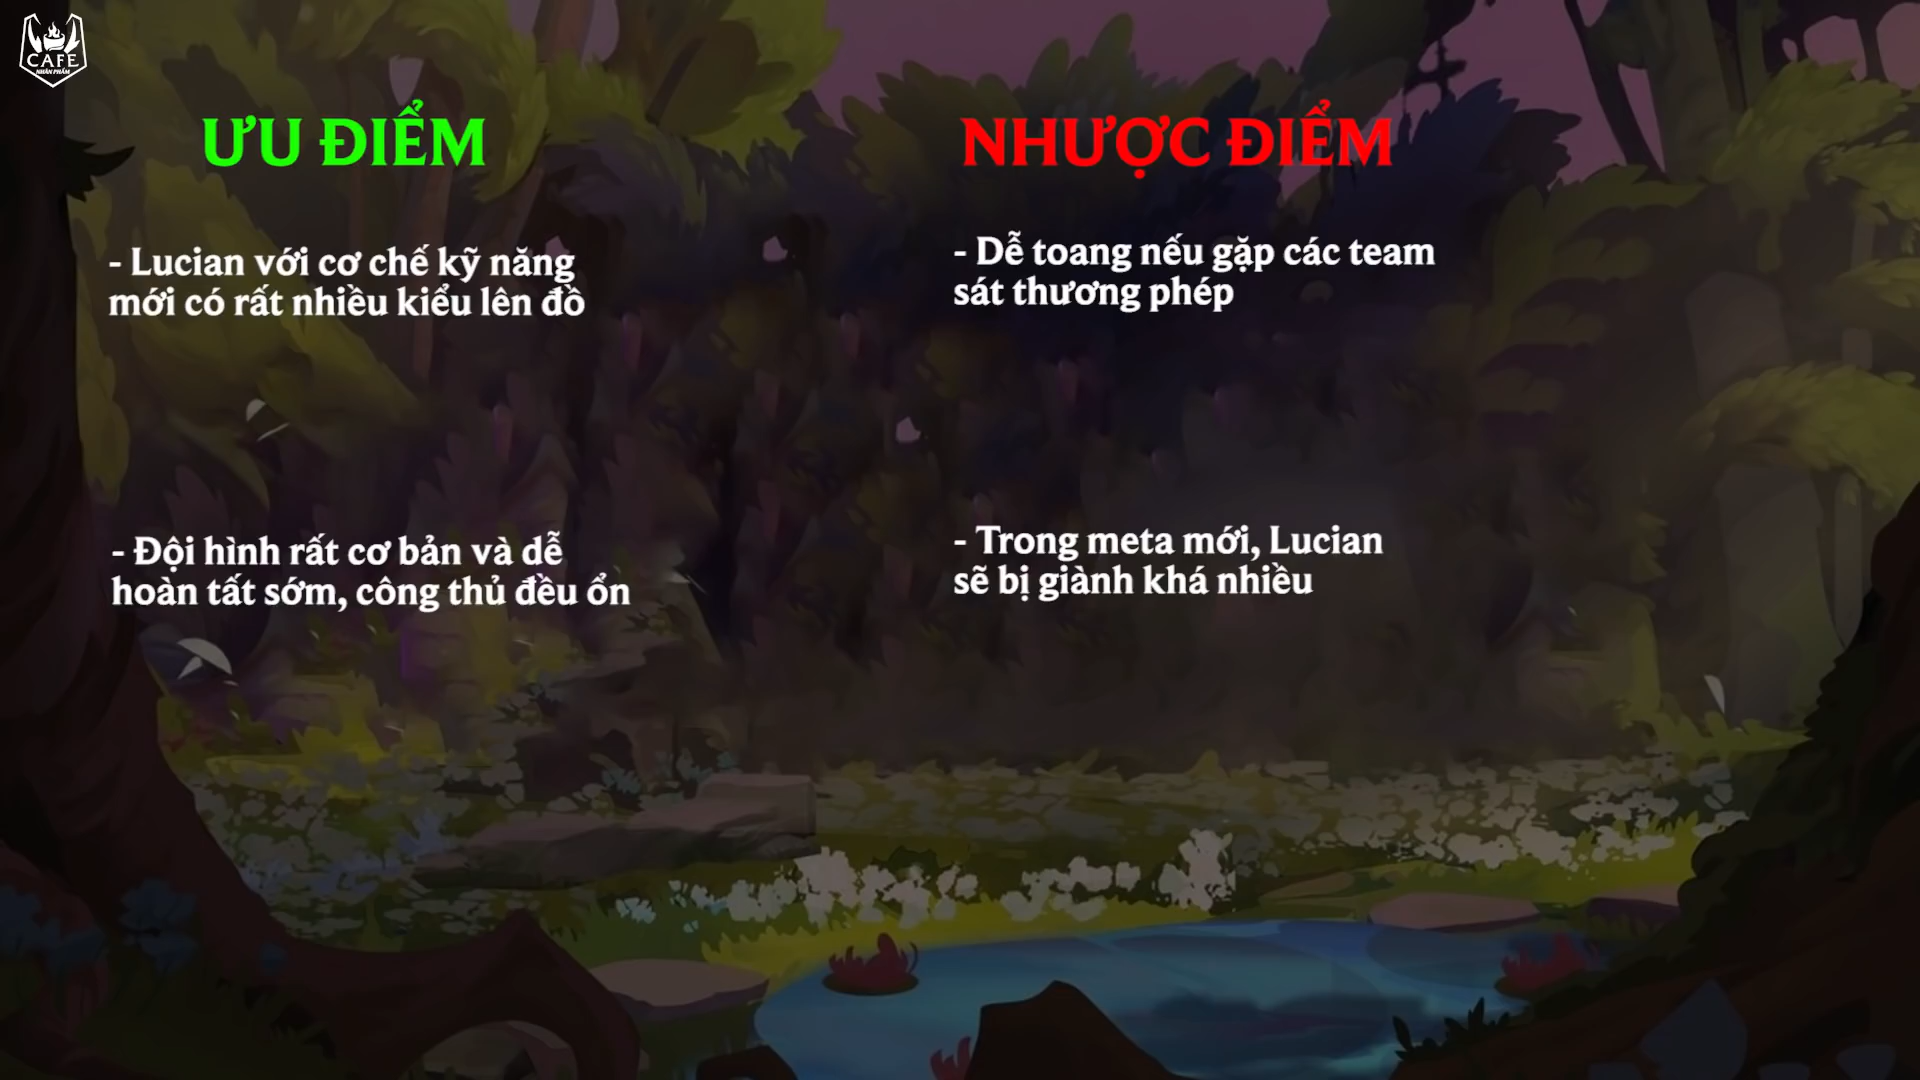 CAFE
NHÂN PHẨM
ƯU ĐIỂM
- Lucian với cơ chế kỹ năng
mới có rất nhiều kiểu lên đồ
- Đội hình rất cơ bản và dễ
hoàn tất sớm, công thủ đều ổn
NHƯỢC ĐIỂM
- Dễ toang nếu gặp các team
sát thương phép
- Trong meta mới, Lucian
sẽ bị giành khá nhiều